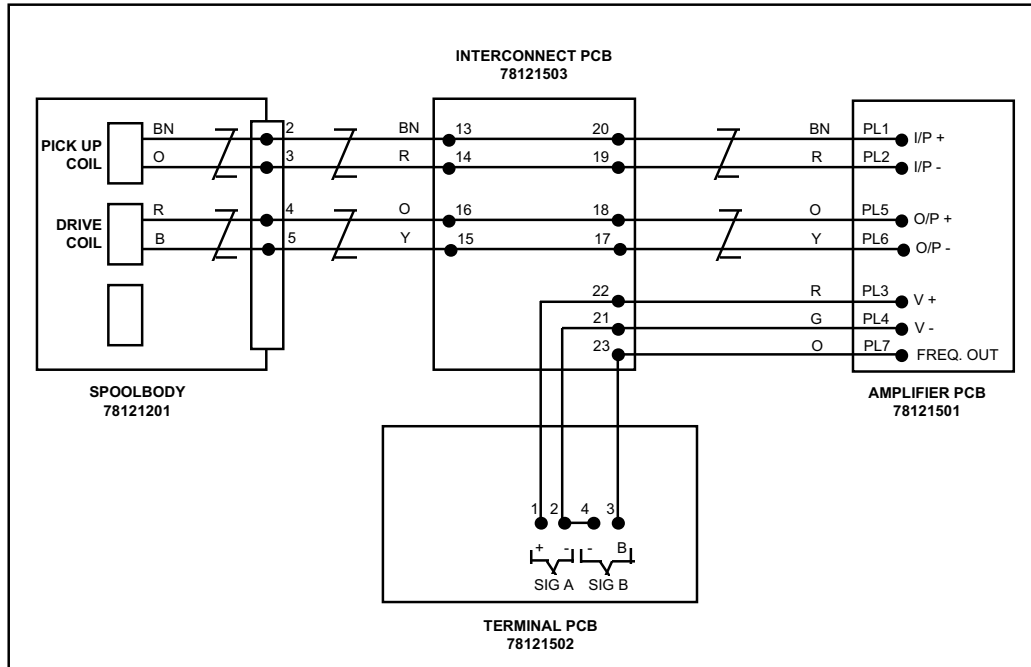 INTERCONNECT PCB
78121503
PICK UP
COIL
BN
O
2
3
BN
R
13
14
20
19
BN
R
PL1
PL2
I/P +
I/P -
DRIVE
COIL
R
B
4
5
O
Y
16
15
18
17
O
Y
PL5
PL6
O/P +
O/P -
22
21
23
R
G
O
PL3
PL4
PL7
V +
V -
FREQ. OUT
SPOOLBODY
78121201
AMPLIFIER PCB
78121501
1 2 4 3
+ - - B
SIG A SIG B
TERMINAL PCB
78121502